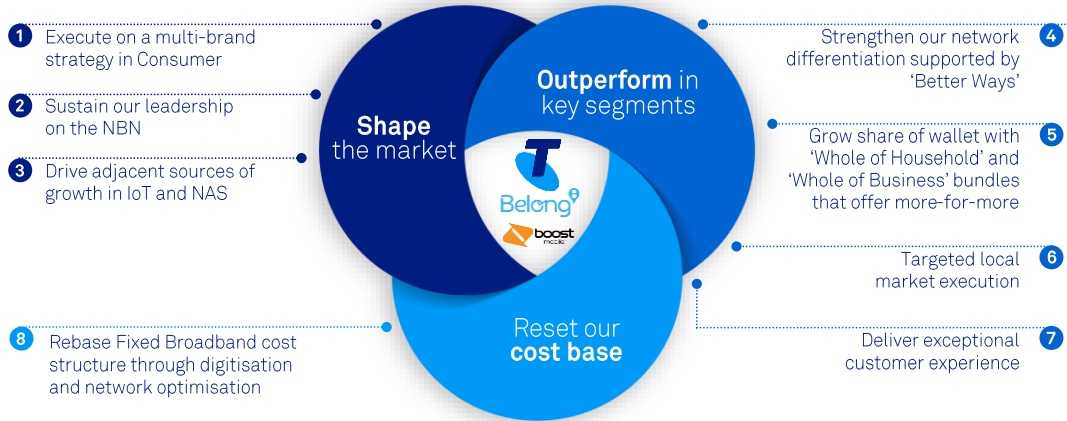 1 Execute on a multi-brand
strategy in Consumer
2 Sustain our leadership
on the NBN
3 Drive adjacent sources of
growth in IoT and NAS
Shape
the market
Outperform in
key segments
T
Belong
boost
mobile
Reset our
cost base
Strengthen our network 4
differentiation supported by
‘Better Ways’
Grow share of wallet with 5
‘Whole of Household’ and
‘Whole of Business’ bundles
that offer more-for-more
Targeted local 6
market execution
Deliver exceptional 7
customer experience
8 Rebase Fixed Broadband cost
structure through digitisation
and network optimisation